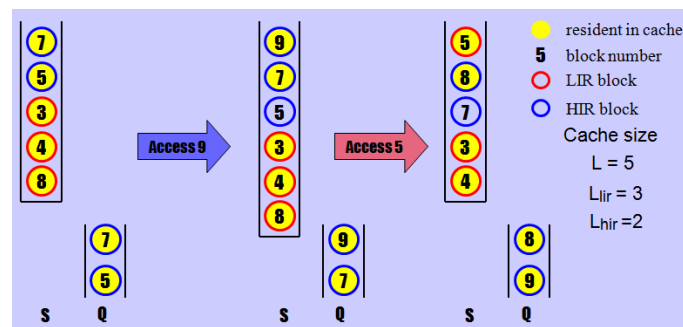 7
5
3
4
8
7
5
S Q
Access 9
9
7
5
3
4
8
9
7
S Q
Access 5
5
8
7
3
4
8
9
S Q
resident in cache
5 block number
LIR block
HIR block
Cache size
L = 5
Llir = 3
Lhir =2